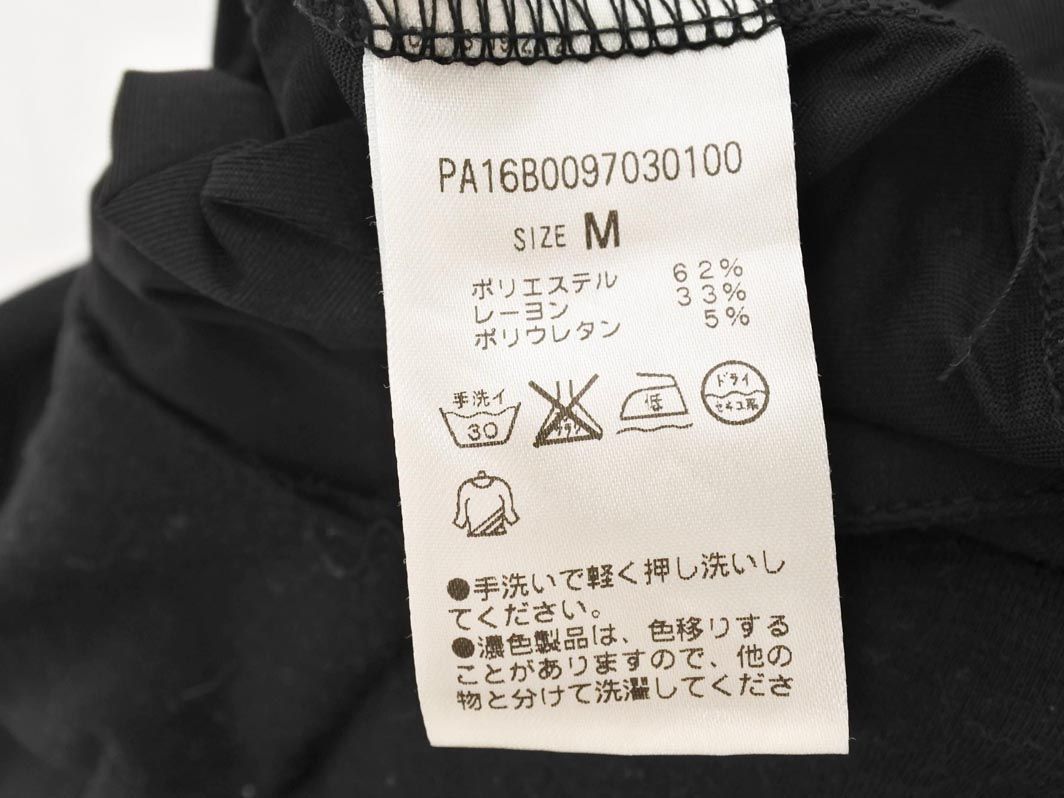 PA16B0097030100
SIZE M
ポリエステル 62%
レーヨン 33%
ポリウレタン 5%
手洗イ 30
低
ドライ
セキユ系
●手洗いで軽く押し洗いし
てください。
●濃色製品は、色移りする
ことがありますので、他の
物と分けて洗濯してくださ